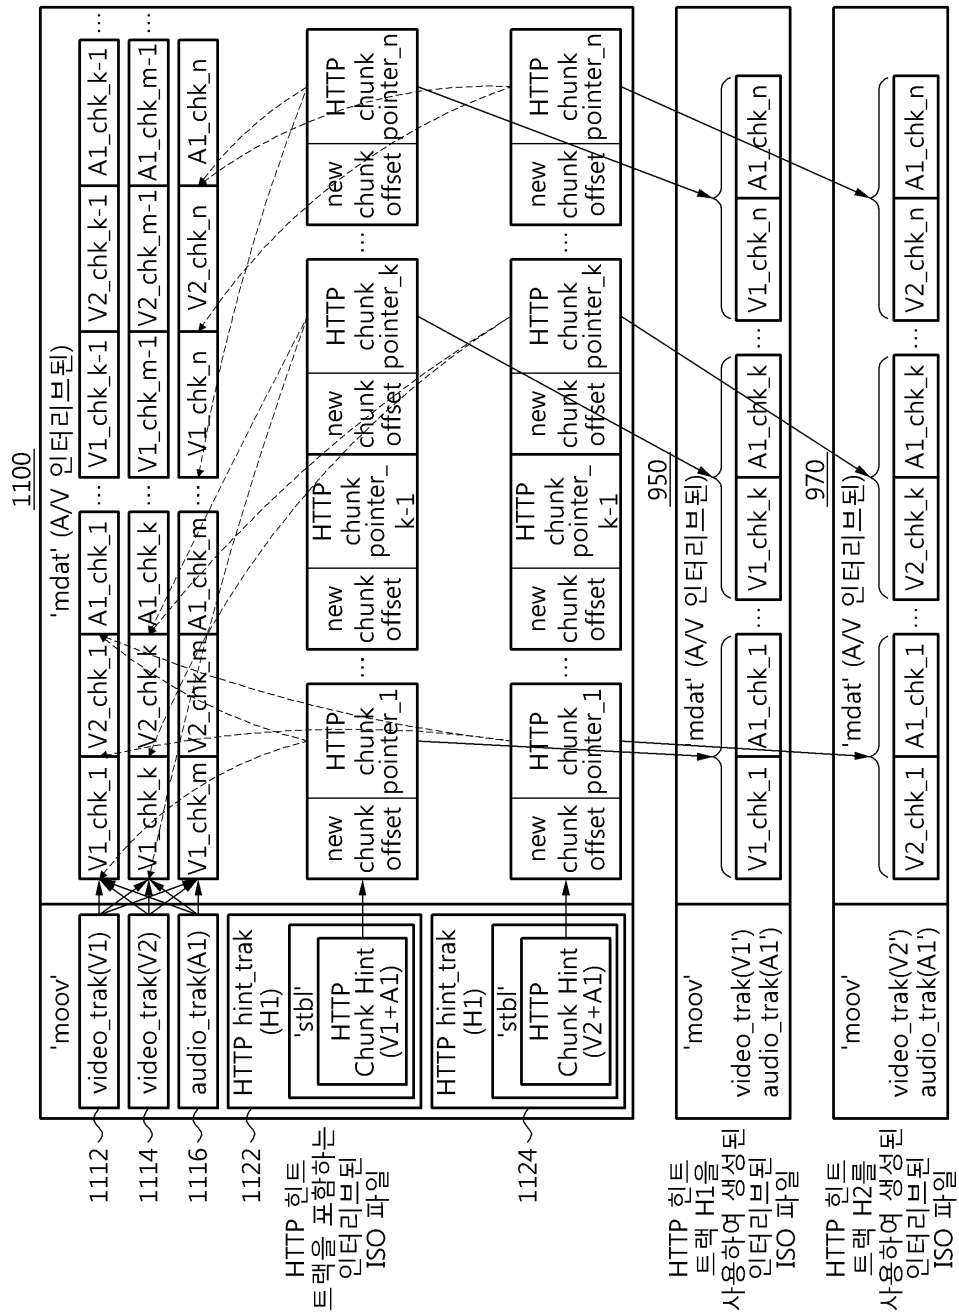 1100
'moov'
'mdat' (A/V 인터리브된)
1112
video_trak(V1)
V1_chk_1
V2_chk_1
A1_chk_1
...
V1_chk_k-1
V2_chk_k-1
A1_chk_k-1
...
1114
video_trak(V2)
V1_chk_k
V2_chk_k
A1_chk_k
...
V1_chk_m-1
V2_chk_m-1
A1_chk_m-1
...
1116
audio_trak(A1)
V1_chk_m
V2_chk_m
A1_chk_m
...
V1_chk_n
V2_chk_n
A1_chk_n
1122
HTTP hint_trak
(H1)
'stbl'
HTTP
Chunk Hint
(V1+A1)
new
chunk
offset
HTTP
chunk
pointer_1
...
new
chunk
offset
HTTP
chunk
pointer_
k-1
new
chunk
offset
HTTP
chunk
pointer_k
...
new
chunk
offset
HTTP
chunk
pointer_n
HTTP 힌트
트랙을 포함하는
인터리브된
ISO 파일
1124
HTTP hint_trak
(H1)
'stbl'
HTTP
Chunk Hint
(V2+A1)
new
chunk
offset
HTTP
chunk
pointer_1
...
new
chunk
offset
HTTP
chunk
pointer_
k-1
new
chunk
offset
HTTP
chunk
pointer_k
...
new
chunk
offset
HTTP
chunk
pointer_n
950
HTTP 힌트
트랙 H1을
사용하여 생성된
인터리브된
ISO 파일
'moov'
video_trak(V1')
audio_trak(A1')
'mdat' (A/V 인터리브된)
V1_chk_1
A1_chk_1
...
V1_chk_k
A1_chk_k
...
V1_chk_n
A1_chk_n
970
HTTP 힌트
트랙 H2를
사용하여 생성된
인터리브된
ISO 파일
'moov'
video_trak(V2')
audio_trak(A1')
'mdat' (A/V 인터리브된)
V2_chk_1
A1_chk_1
...
V2_chk_k
A1_chk_k
...
V2_chk_n
A1_chk_n